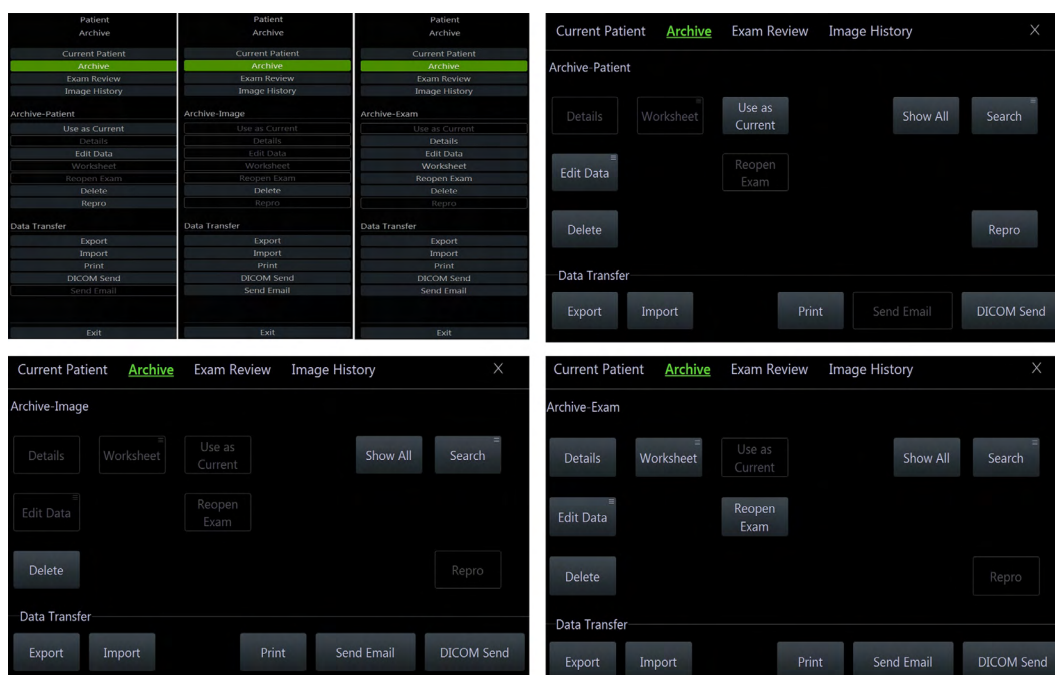 Patient
Archive
Current Patient
Archive
Exam Review
Image History
Archive-Patient
Use as Current
Details
Edit Data
Worksheet
Reopen Exam
Delete
Repro
Data Transfer
Export
Import
Print
DICOM Send
Send Email
Exit
Patient
Archive
Current Patient
Archive
Exam Review
Image History
Archive-Image
Use as Current
Details
Edit Data
Worksheet
Reopen Exam
Delete
Repro
Data Transfer
Export
Import
Print
DICOM Send
Send Email
Exit
Patient
Archive
Current Patient
Archive
Exam Review
Image History
Archive-Exam
Use as Current
Details
Edit Data
Worksheet
Reopen Exam
Delete
Repro
Data Transfer
Export
Import
Print
DICOM Send
Send Email
Exit
Current Patient Archive Exam Review Image History X
Archive-Patient
Details Worksheet Use as
Current Show All Search
Edit Data Reopen
Exam
Delete Repro
Data Transfer
Export Import Print Send Email DICOM Send
Current Patient Archive Exam Review Image History X
Archive-Image
Details Worksheet Use as
Current Show All Search
Edit Data Reopen
Exam
Delete Repro
Data Transfer
Export Import Print Send Email DICOM Send
Current Patient Archive Exam Review Image History X
Archive-Exam
Details Worksheet Use as
Current Show All Search
Edit Data Reopen
Exam
Delete Repro
Data Transfer
Export Import Print Send Email DICOM Send